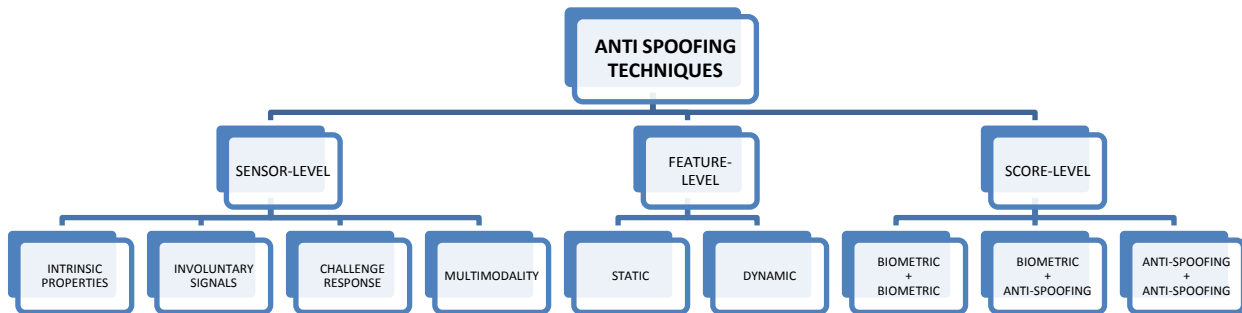 ANTI SPOOFING
TECHNIQUES
SENSOR-LEVEL
FEATURE-
LEVEL
SCORE-LEVEL
INTRINSIC
PROPERTIES
INVOLUNTARY
SIGNALS
CHALLENGE
RESPONSE
MULTIMODALITY
STATIC
DYNAMIC
BIOMETRIC
+
BIOMETRIC
BIOMETRIC
+
ANTI-SPOOFING
ANTI-SPOOFING
+
ANTI-SPOOFING